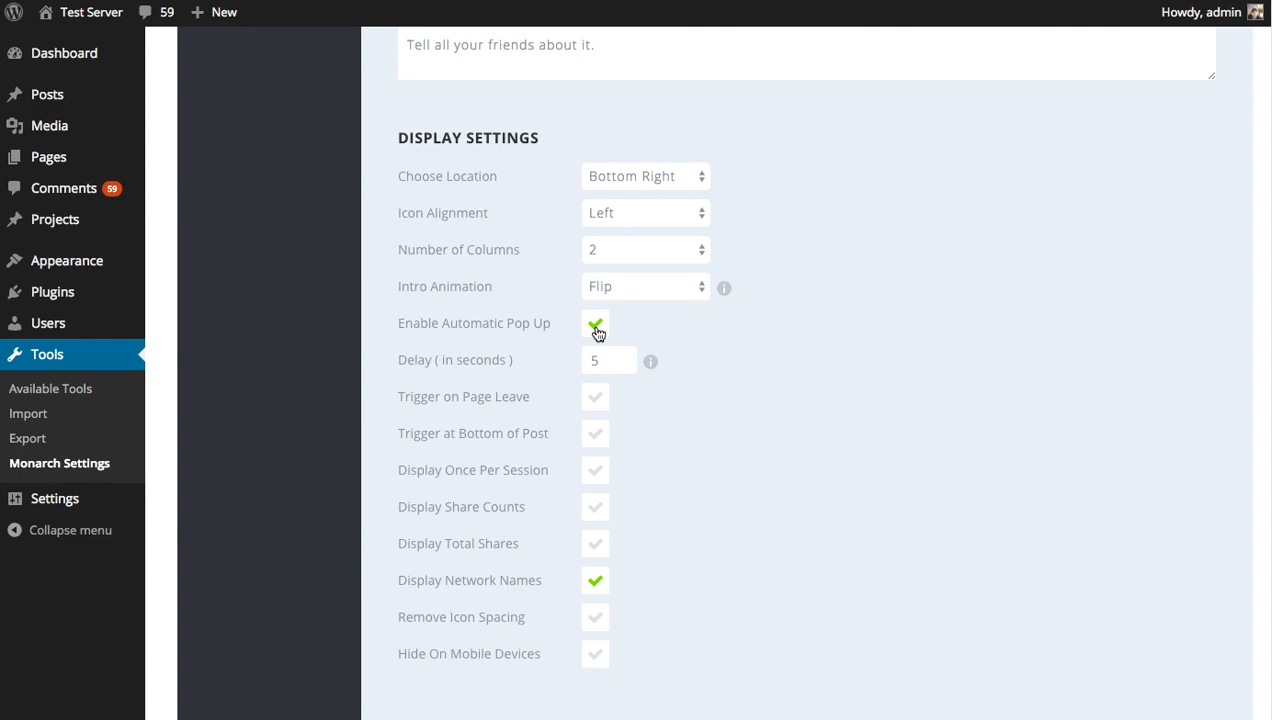 Test Server 59 New Howdy, admin
Dashboard
Posts
Media
Pages
Comments 59
Projects
Appearance
Plugins
Users
Tools
Available Tools
Import
Export
Monarch Settings
Settings
Collapse menu
Tell all your friends about it.
DISPLAY SETTINGS
Choose Location Bottom Right
Icon Alignment Left
Number of Columns 2
Intro Animation Flip
Enable Automatic Pop Up
Delay ( in seconds ) 5
Trigger on Page Leave
Trigger at Bottom of Post
Display Once Per Session
Display Share Counts
Display Total Shares
Display Network Names
Remove Icon Spacing
Hide On Mobile Devices